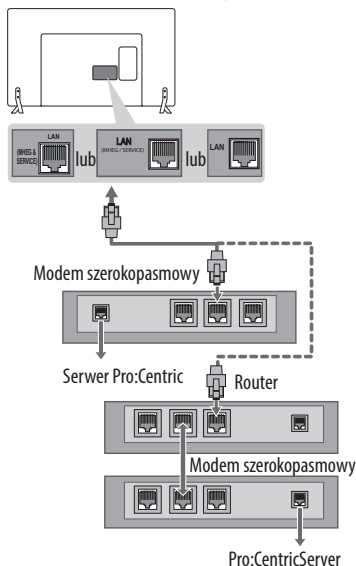 LAN
(MHEG &
SERVICE)
lub
LAN
(MHEG / SERVICE)
lub
LAN
Modem szerokopasmowy
Serwer Pro:Centric
Router
Modem szerokopasmowy
Pro:CentricServer